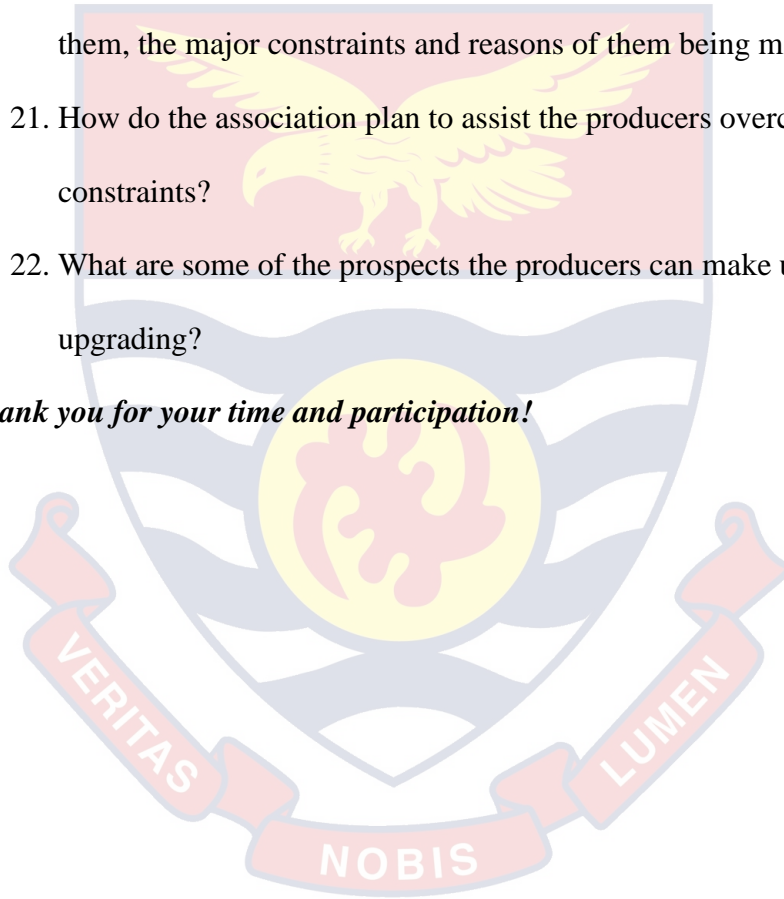 them, the major constraints and reasons of them being m
21. How do the association plan to assist the producers overc
constraints?
22. What are some of the prospects the producers can make u
upgrading?
ank you for your time and participation!
VERITAS
NOBIS
LUMEN